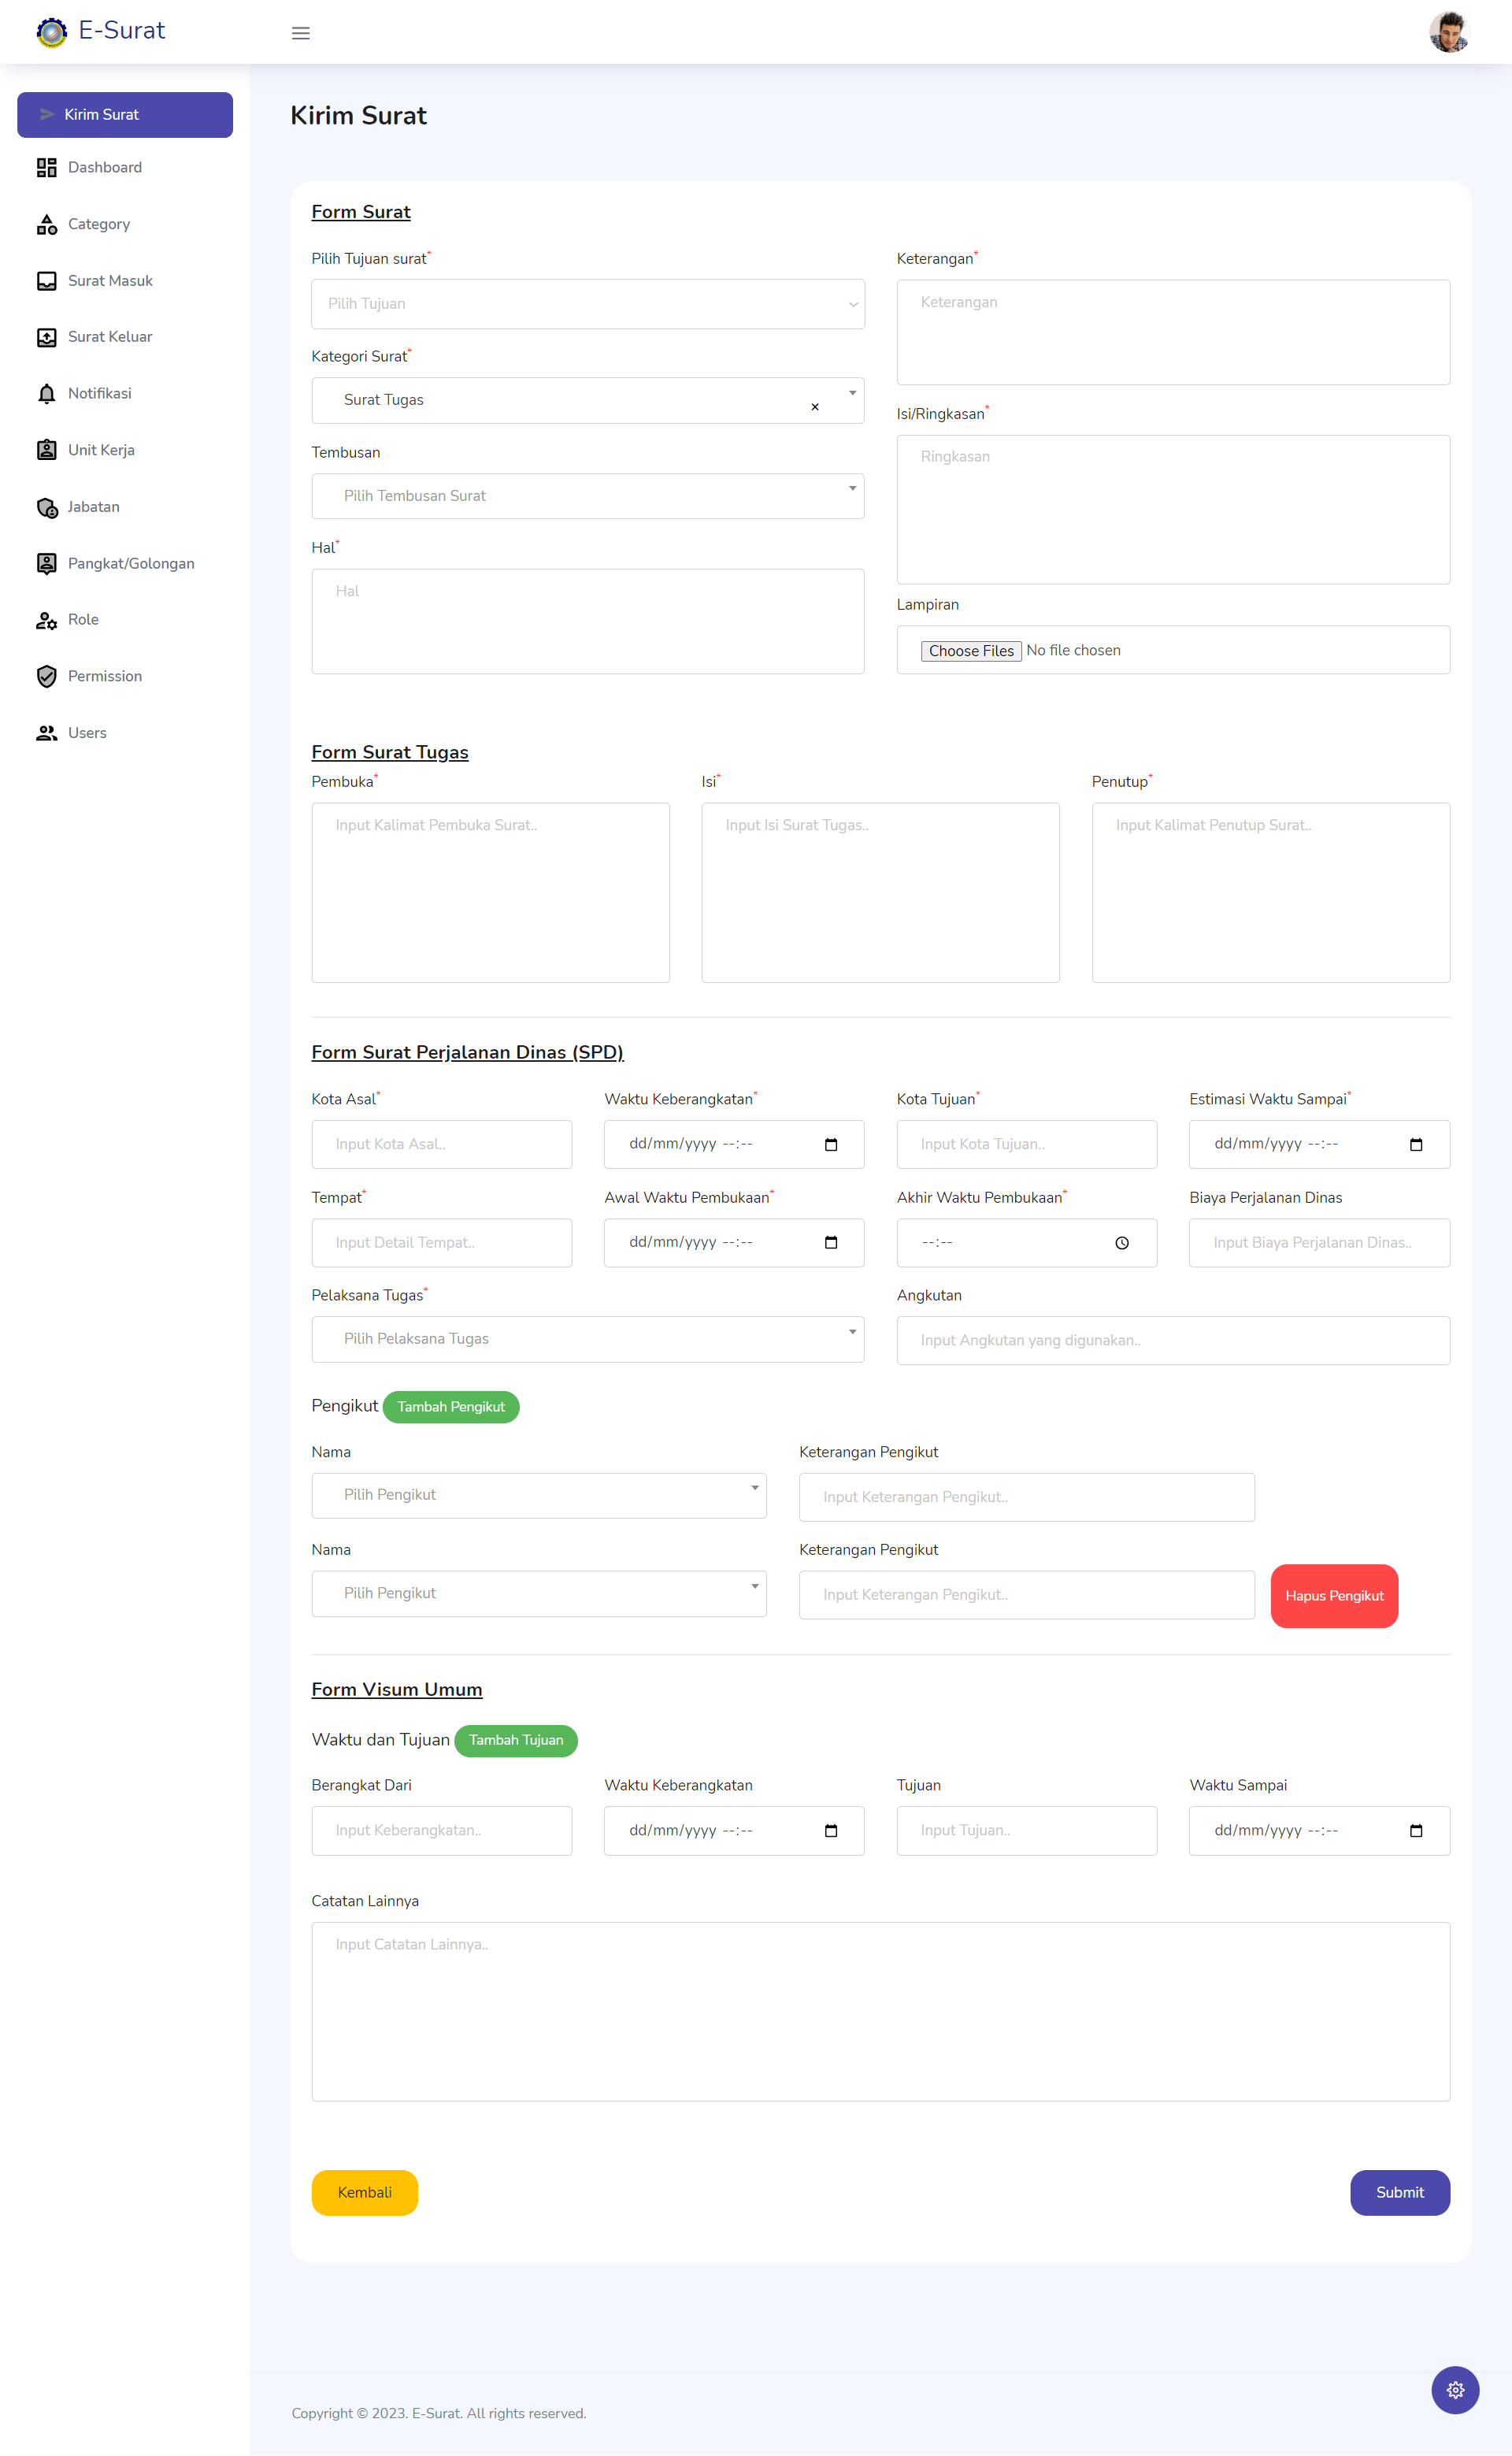 E-Surat
Kirim Surat
Dashboard
Category
Surat Masuk
Surat Keluar
Notifikasi
Unit Kerja
Jabatan
Pangkat/Golongan
Role
Permission
Users
Kirim Surat
Form Surat
Pilih Tujuan surat*
Pilih Tujuan
Kategori Surat*
Surat Tugas ×
Tembusan
Pilih Tembusan Surat
Hal*
Hal
Keterangan*
Keterangan
Isi/Ringkasan*
Ringkasan
Lampiran
Choose Files No file chosen
Form Surat Tugas
Pembuka* Isi* Penutup*
Input Kalimat Pembuka Surat.. Input Isi Surat Tugas.. Input Kalimat Penutup Surat..
Form Surat Perjalanan Dinas (SPD)
Kota Asal* Waktu Keberangkatan* Kota Tujuan* Estimasi Waktu Sampai*
Input Kota Asal.. dd/mm/yyyy --:-- Input Kota Tujuan.. dd/mm/yyyy --:--
Tempat* Awal Waktu Pembukaan* Akhir Waktu Pembukaan* Biaya Perjalanan Dinas
Input Detail Tempat.. dd/mm/yyyy --:-- --:-- Input Biaya Perjalanan Dinas..
Pelaksana Tugas* Angkutan
Pilih Pelaksana Tugas Input Angkutan yang digunakan..
Pengikut Tambah Pengikut
Nama Keterangan Pengikut
Pilih Pengikut Input Keterangan Pengikut..
Nama Keterangan Pengikut
Pilih Pengikut Input Keterangan Pengikut.. Hapus Pengikut
Form Visum Umum
Waktu dan Tujuan Tambah Tujuan
Berangkat Dari Waktu Keberangkatan Tujuan Waktu Sampai
Input Keberangkatan.. dd/mm/yyyy --:-- Input Tujuan.. dd/mm/yyyy --:--
Catatan Lainnya
Input Catatan Lainnya..
Kembali Submit
Copyright © 2023. E-Surat. All rights reserved.